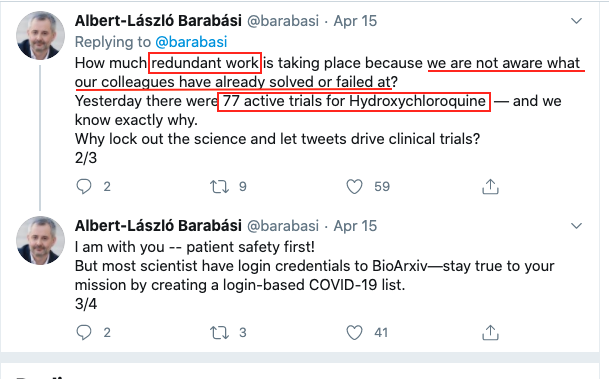 Albert-László Barabási @barabasi · Apr 15
Replying to @barabasi
How much redundant work is taking place because we are not aware what
our colleagues have already solved or failed at?
Yesterday there were 77 active trials for Hydroxychloroquine — and we
know exactly why.
Why lock out the science and let tweets drive clinical trials?
2/3
2 9 59
Albert-László Barabási @barabasi · Apr 15
I am with you -- patient safety first!
But most scientist have login credentials to BioArxiv—stay true to your
mission by creating a login-based COVID-19 list.
3/4
2 3 41